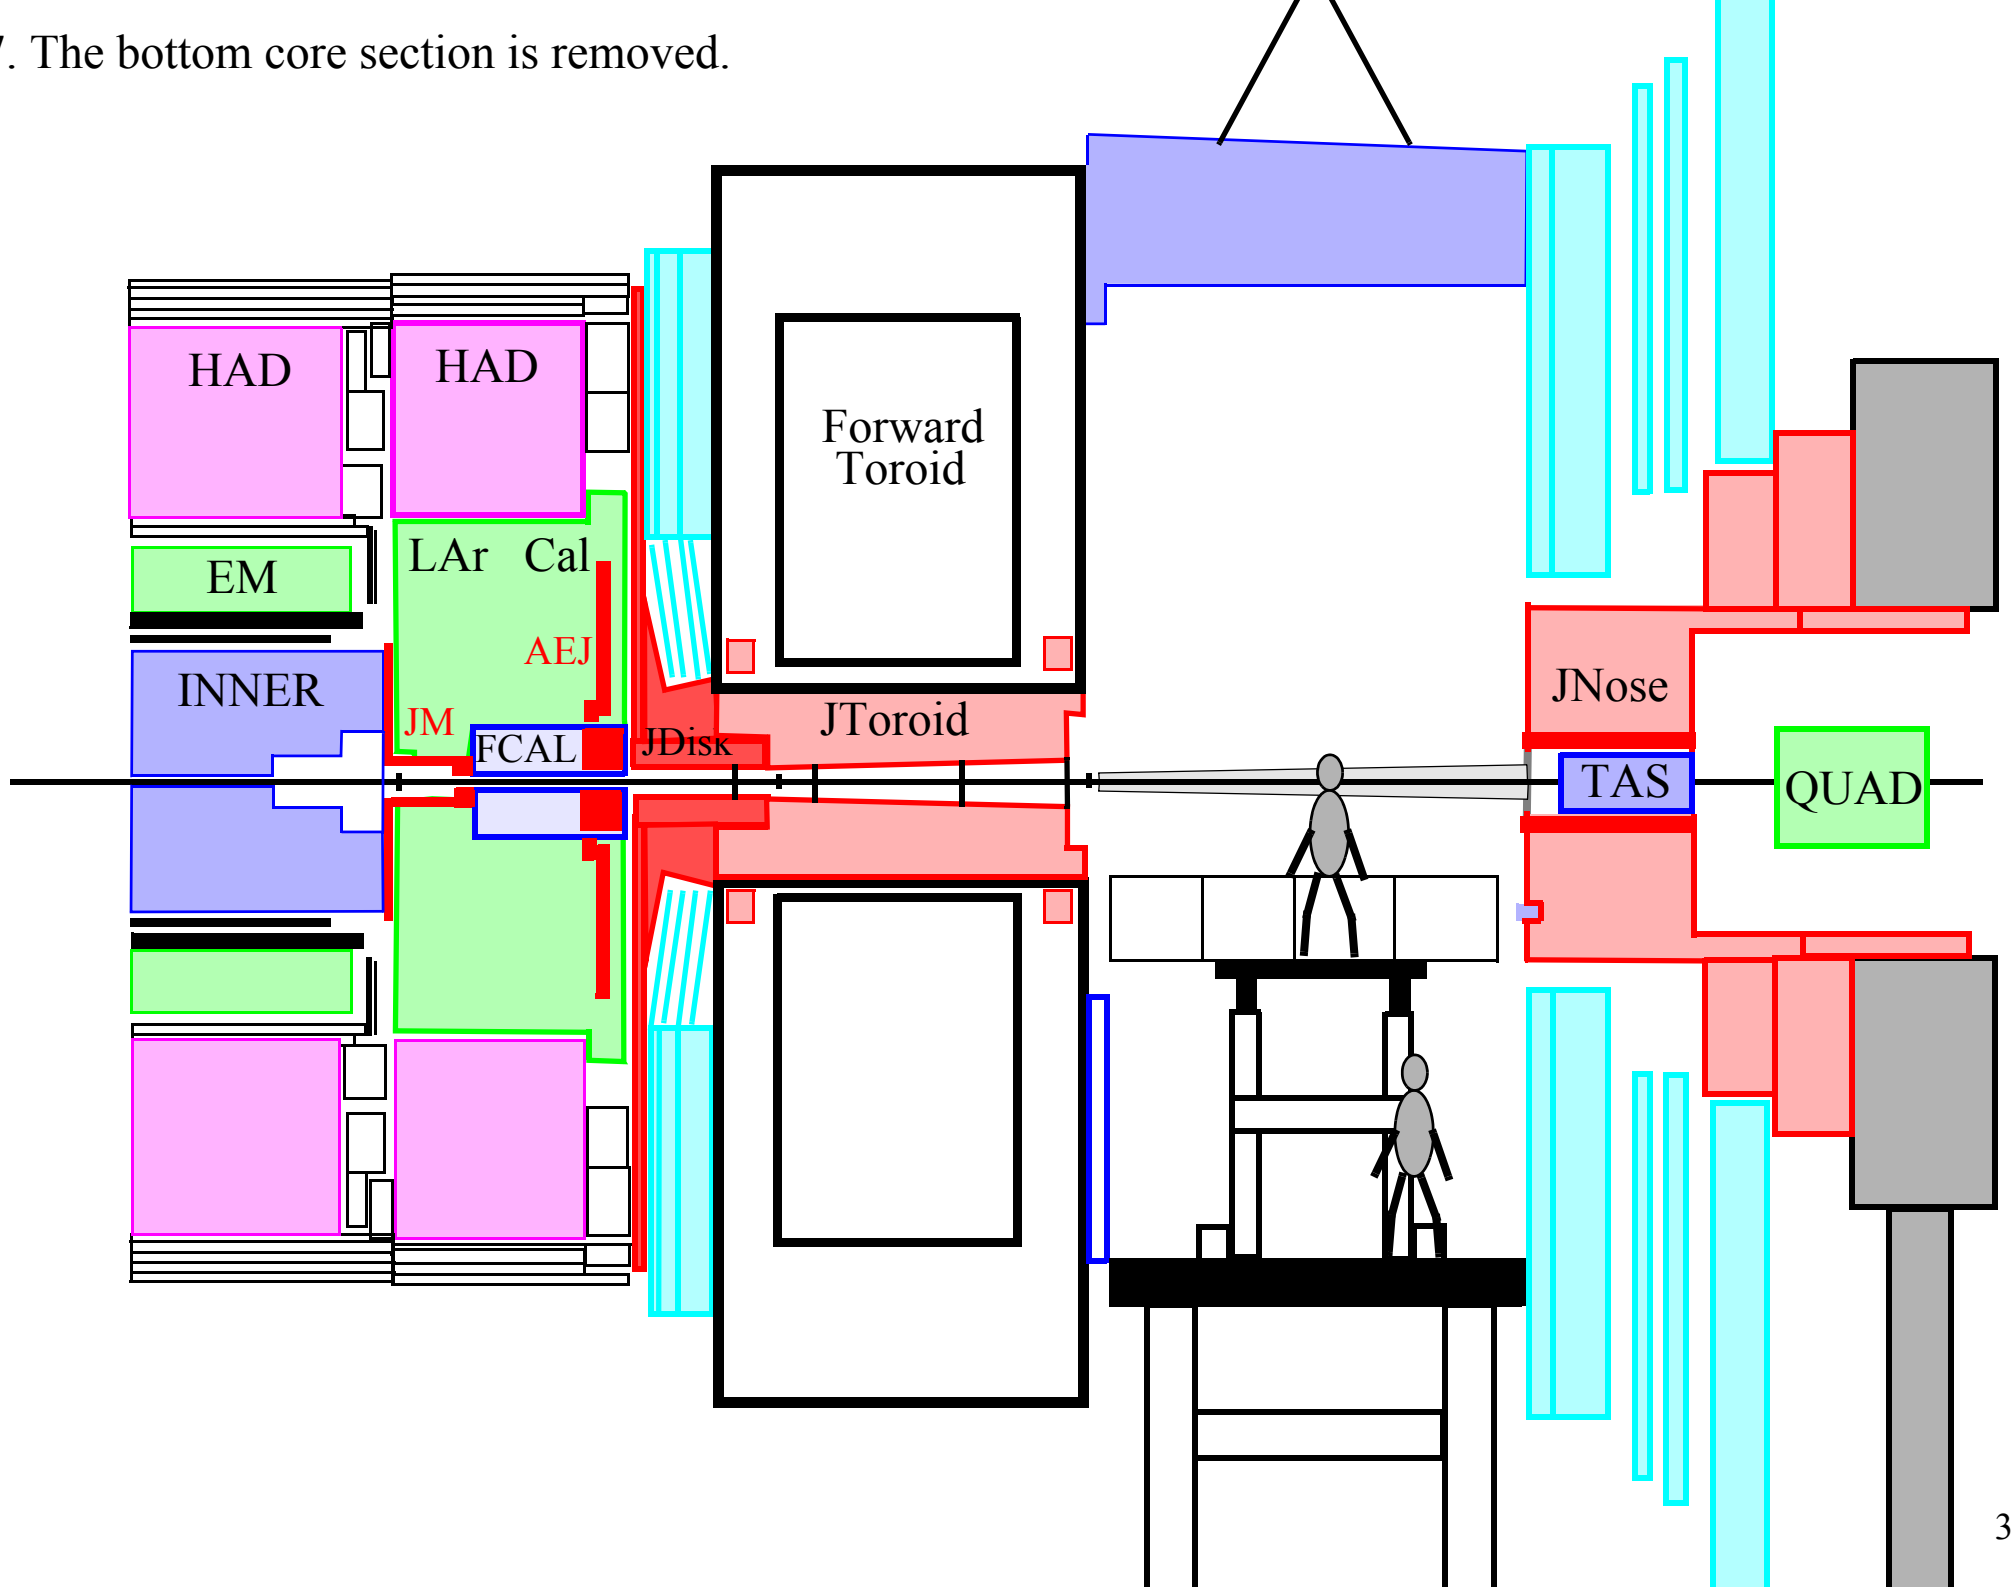 . The bottom core section is removed.
HAD
HAD
Forward
Toroid
LAr Cal
EM
AEJ
INNER
JM
FCAL
JDisk
JToroid
JNose
TAS
QUAD
3